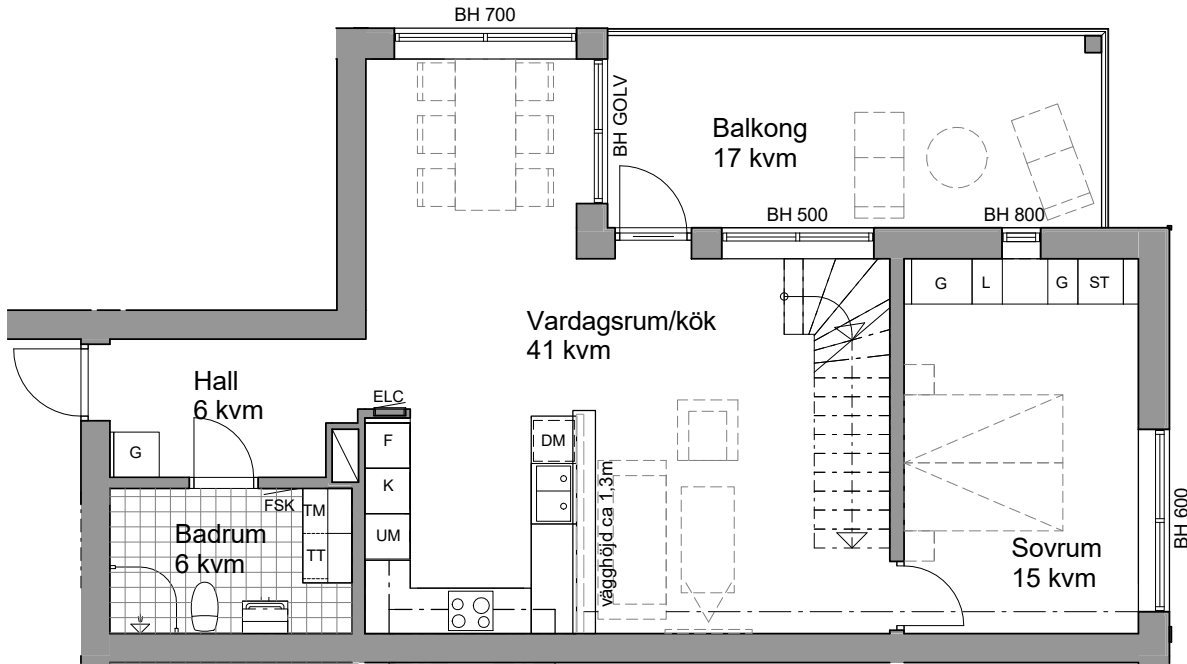 BH 700
BH GOLV
Balkong
17 kvm
BH 500
BH 800
G
L
G
ST
Vardagsrum/kök
41 kvm
Hall
6 kvm
ELC
G
F
DM
K
FSK
TM
UM
Badrum
6 kvm
TT
vägghöjd ca 1,3m
Sovrum
15 kvm
BH 600